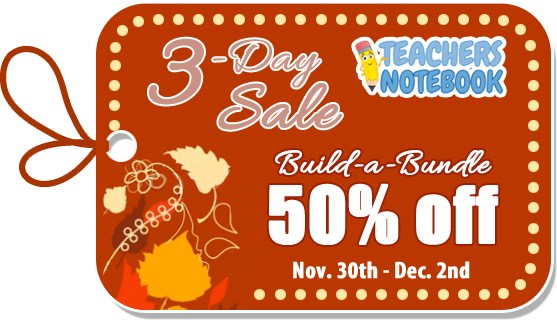 3-Day
Sale
TEACHERS
NOTEBOOK
Build-a-Bundle
50% off
Nov. 30th - Dec. 2nd